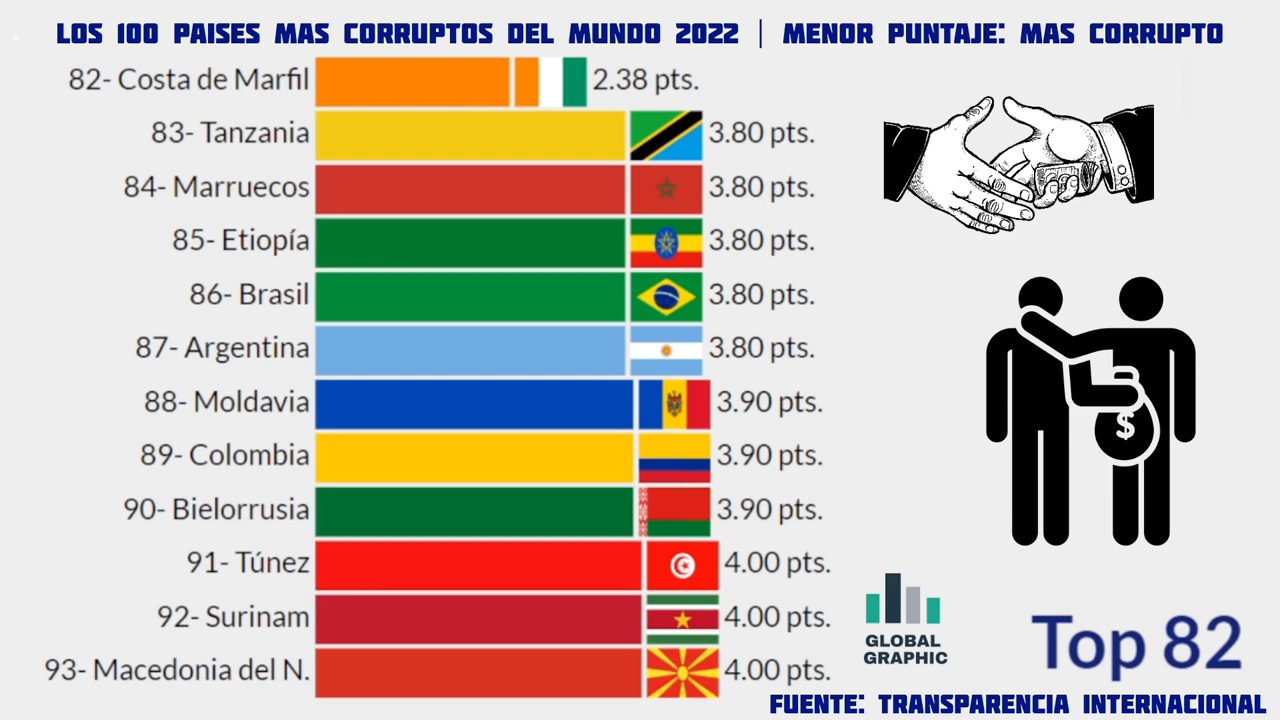 LOS 100 PAISES MAS CORRUPTOS DEL MUNDO 2022 | MENOR PUNTAJE: MAS CORRUPTO
82- Costa de Marfil 2.38 pts.
83- Tanzania 3.80 pts.
84- Marruecos 3.80 pts.
85- Etiopía 3.80 pts.
86- Brasil 3.80 pts.
87- Argentina 3.80 pts.
88- Moldavia 3.90 pts.
89- Colombia 3.90 pts.
90- Bielorrusia 3.90 pts.
91- Túnez 4.00 pts.
92- Surinam 4.00 pts.
93- Macedonia del N. 4.00 pts.
$
GLOBAL
GRAPHIC
Top 82
FUENTE: TRANSPARENCIA INTERNACIONAL